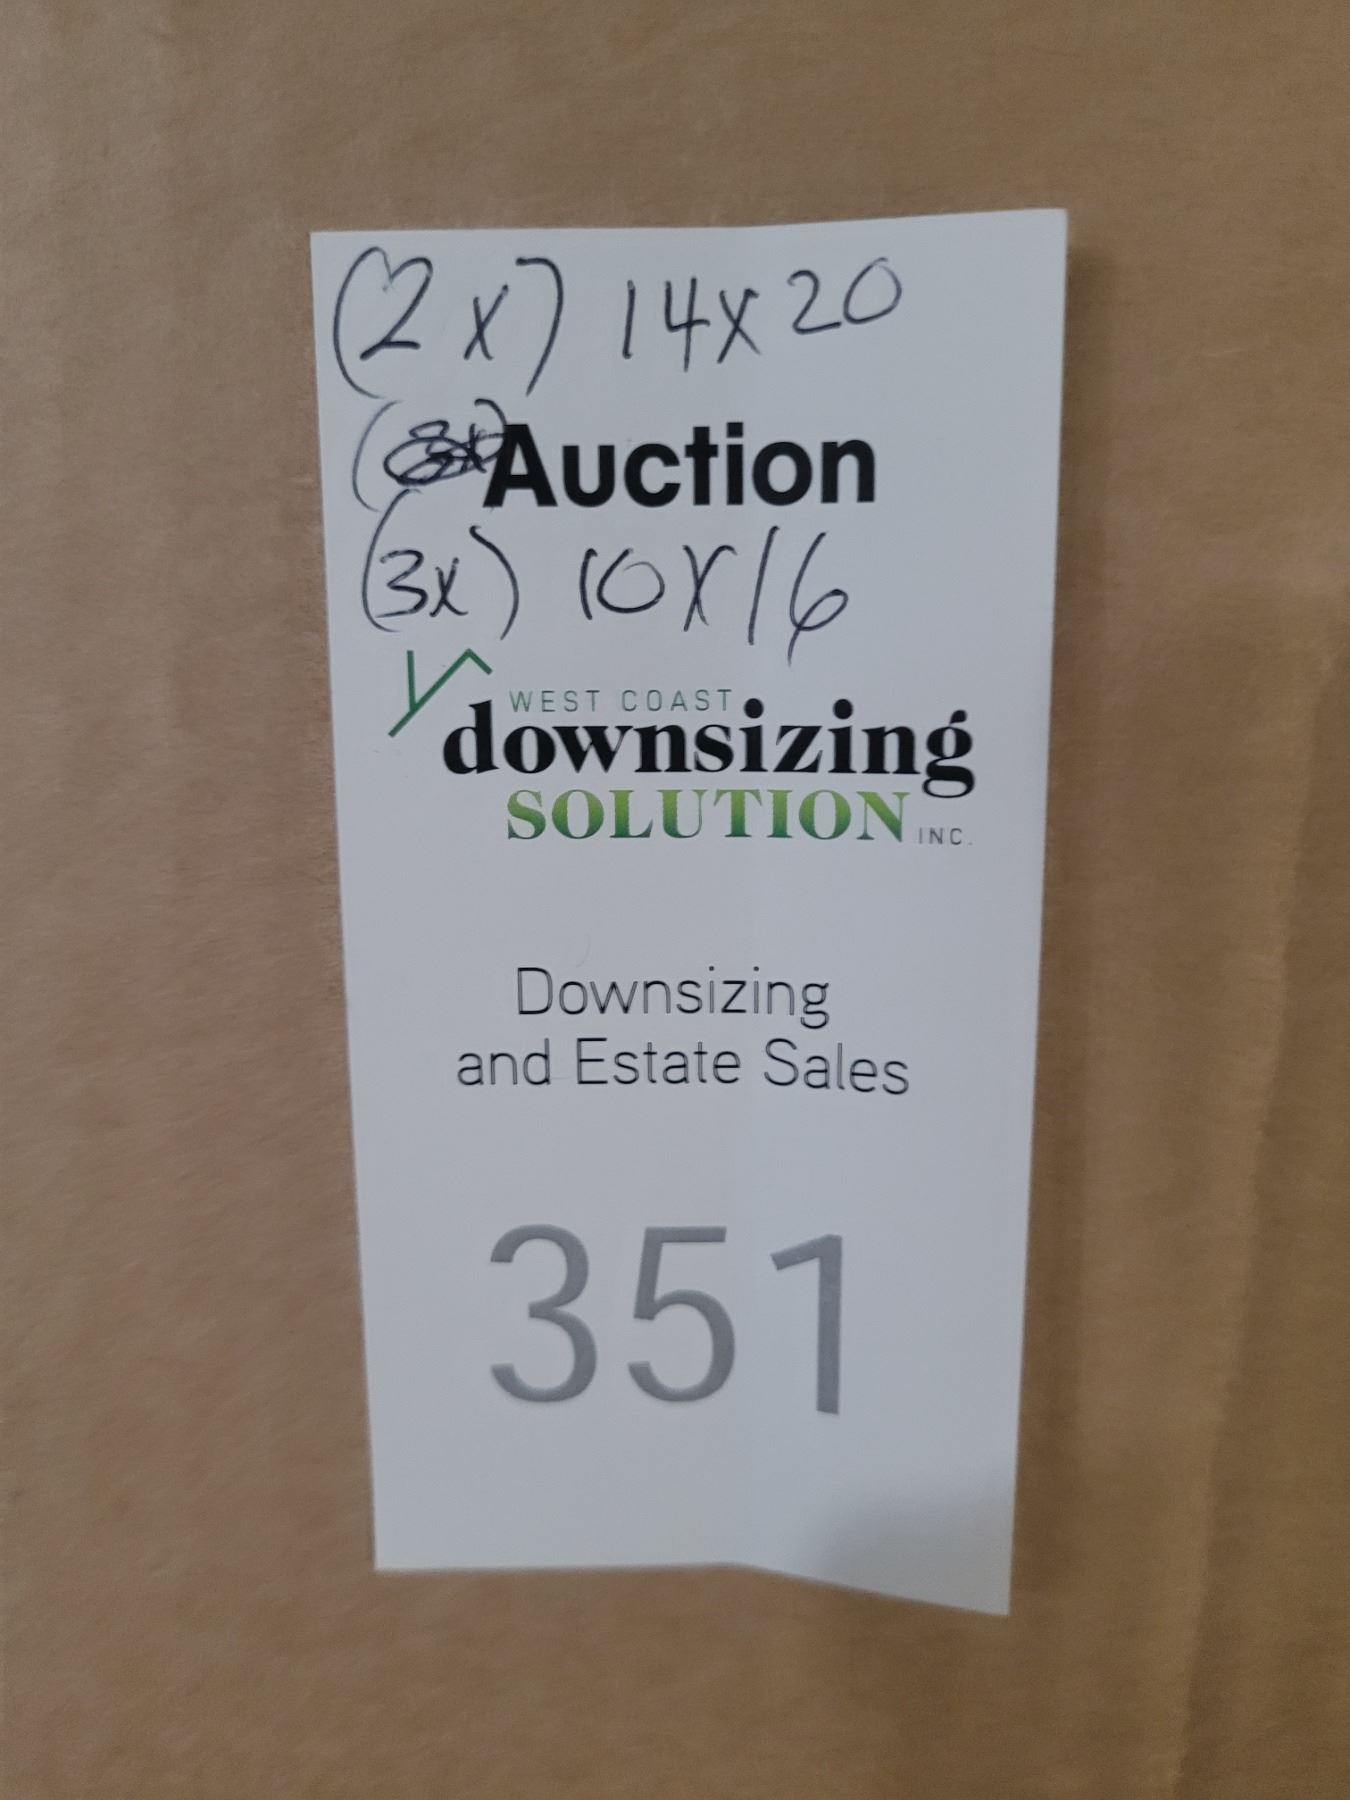 (2x) 14x20
Auction
(3x) 10x16
WEST COAST
downsizing
SOLUTION INC.
Downsizing
and Estate Sales
351